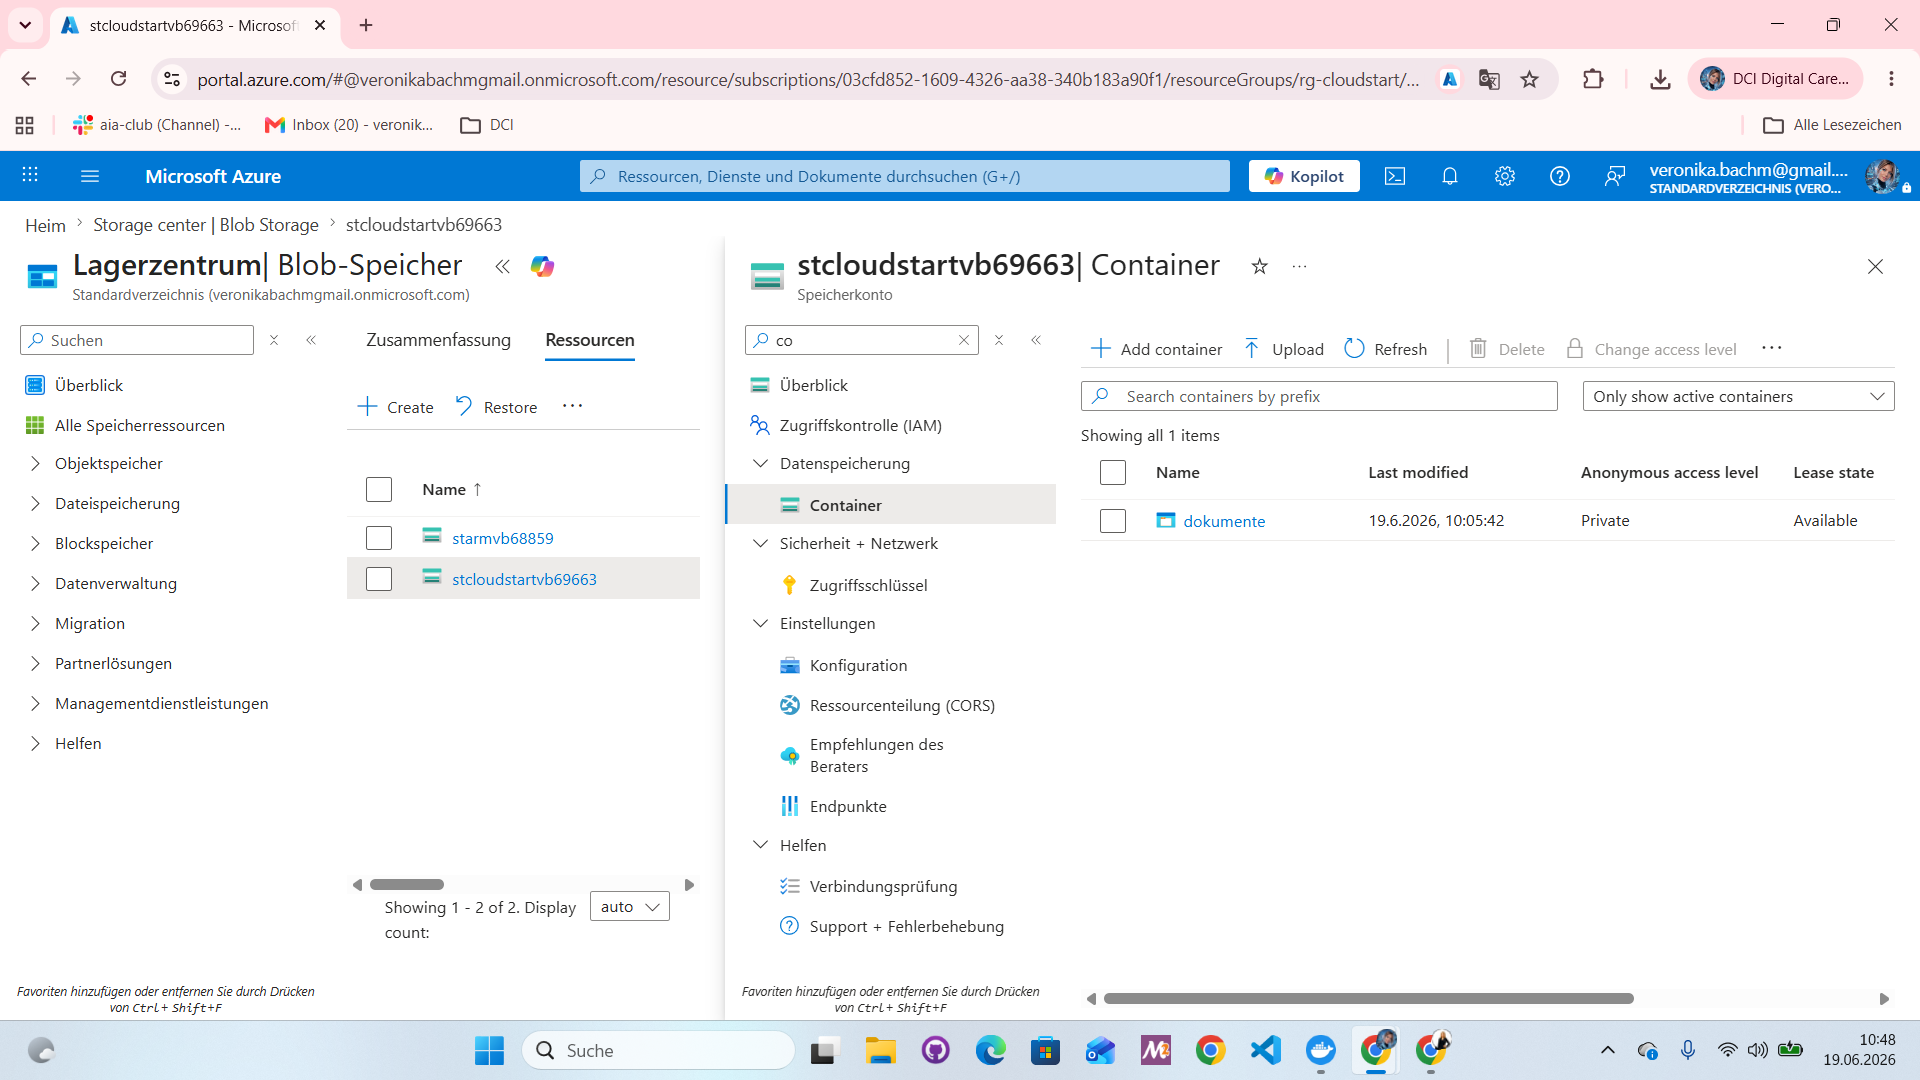 stcloudstartvb69663 - Microsoft
portal.azure.com/#@veronikabachmgmail.onmicrosoft.com/resource/subscriptions/03cfd852-1609-4326-aa38-340b183a90f1/resourceGroups/rg-cloudstart/...
DCI Digital Care...
aia-club (Channel) -...
Inbox (20) - veronik...
DCI
Alle Lesezeichen
Microsoft Azure
Ressourcen, Dienste und Dokumente durchsuchen (G+/)
Kopilot
veronika.bachm@gmail....
STANDARDVERZEICHNIS (VERO...
Heim
Storage center | Blob Storage
stcloudstartvb69663
Lagerzentrum| Blob-Speicher
Standardverzeichnis (veronikabachmgmail.onmicrosoft.com)
Suchen
Überblick
Alle Speicherressourcen
Objektspeicher
Dateispeicherung
Blockspeicher
Datenverwaltung
Migration
Partnerlösungen
Managementdienstleistungen
Helfen
Favoriten hinzufügen oder entfernen Sie durch Drücken
von Ctrl+ Shift+F
Zusammenfassung
Ressourcen
Create
Restore
Name ↑
starmvb68859
stcloudstartvb69663
Showing 1 - 2 of 2. Display
count:
auto
stcloudstartvb69663| Container
Speicherkonto
co
Überblick
Zugriffskontrolle (IAM)
Datenspeicherung
Container
Sicherheit + Netzwerk
Zugriffsschlüssel
Einstellungen
Konfiguration
Ressourcenteilung (CORS)
Empfehlungen des
Beraters
Endpunkte
Helfen
Verbindungsprüfung
Support + Fehlerbehebung
Favoriten hinzufügen oder entfernen Sie durch Drücken
von Ctrl+ Shift+F
Add container
Upload
Refresh
Delete
Change access level
Search containers by prefix
Only show active containers
Showing all 1 items
Name
Last modified
Anonymous access level
Lease state
dokumente
19.6.2026, 10:05:42
Private
Available
Suche
10:48
19.06.2026